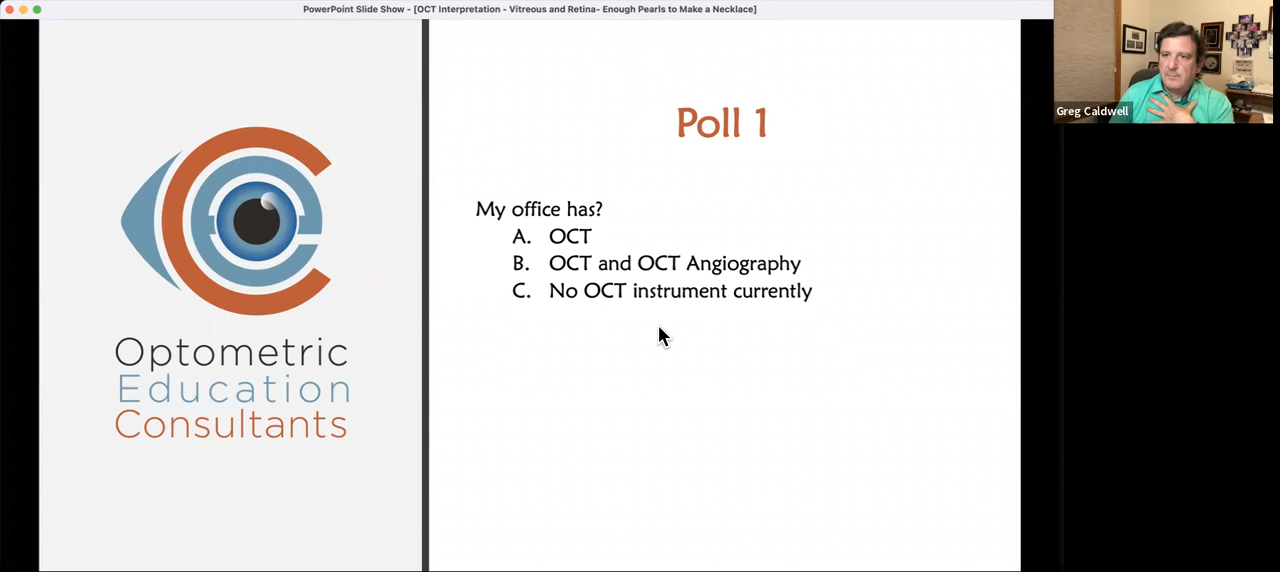 PowerPoint Slide Show - [OCT Interpretation - Vitreous and Retina- Enough Pearls to Make a Necklace]
Greg Caldwell
Poll 1
My office has?
A. OCT
B. OCT and OCT Angiography
C. No OCT instrument currently
Optometric
Education
Consultants